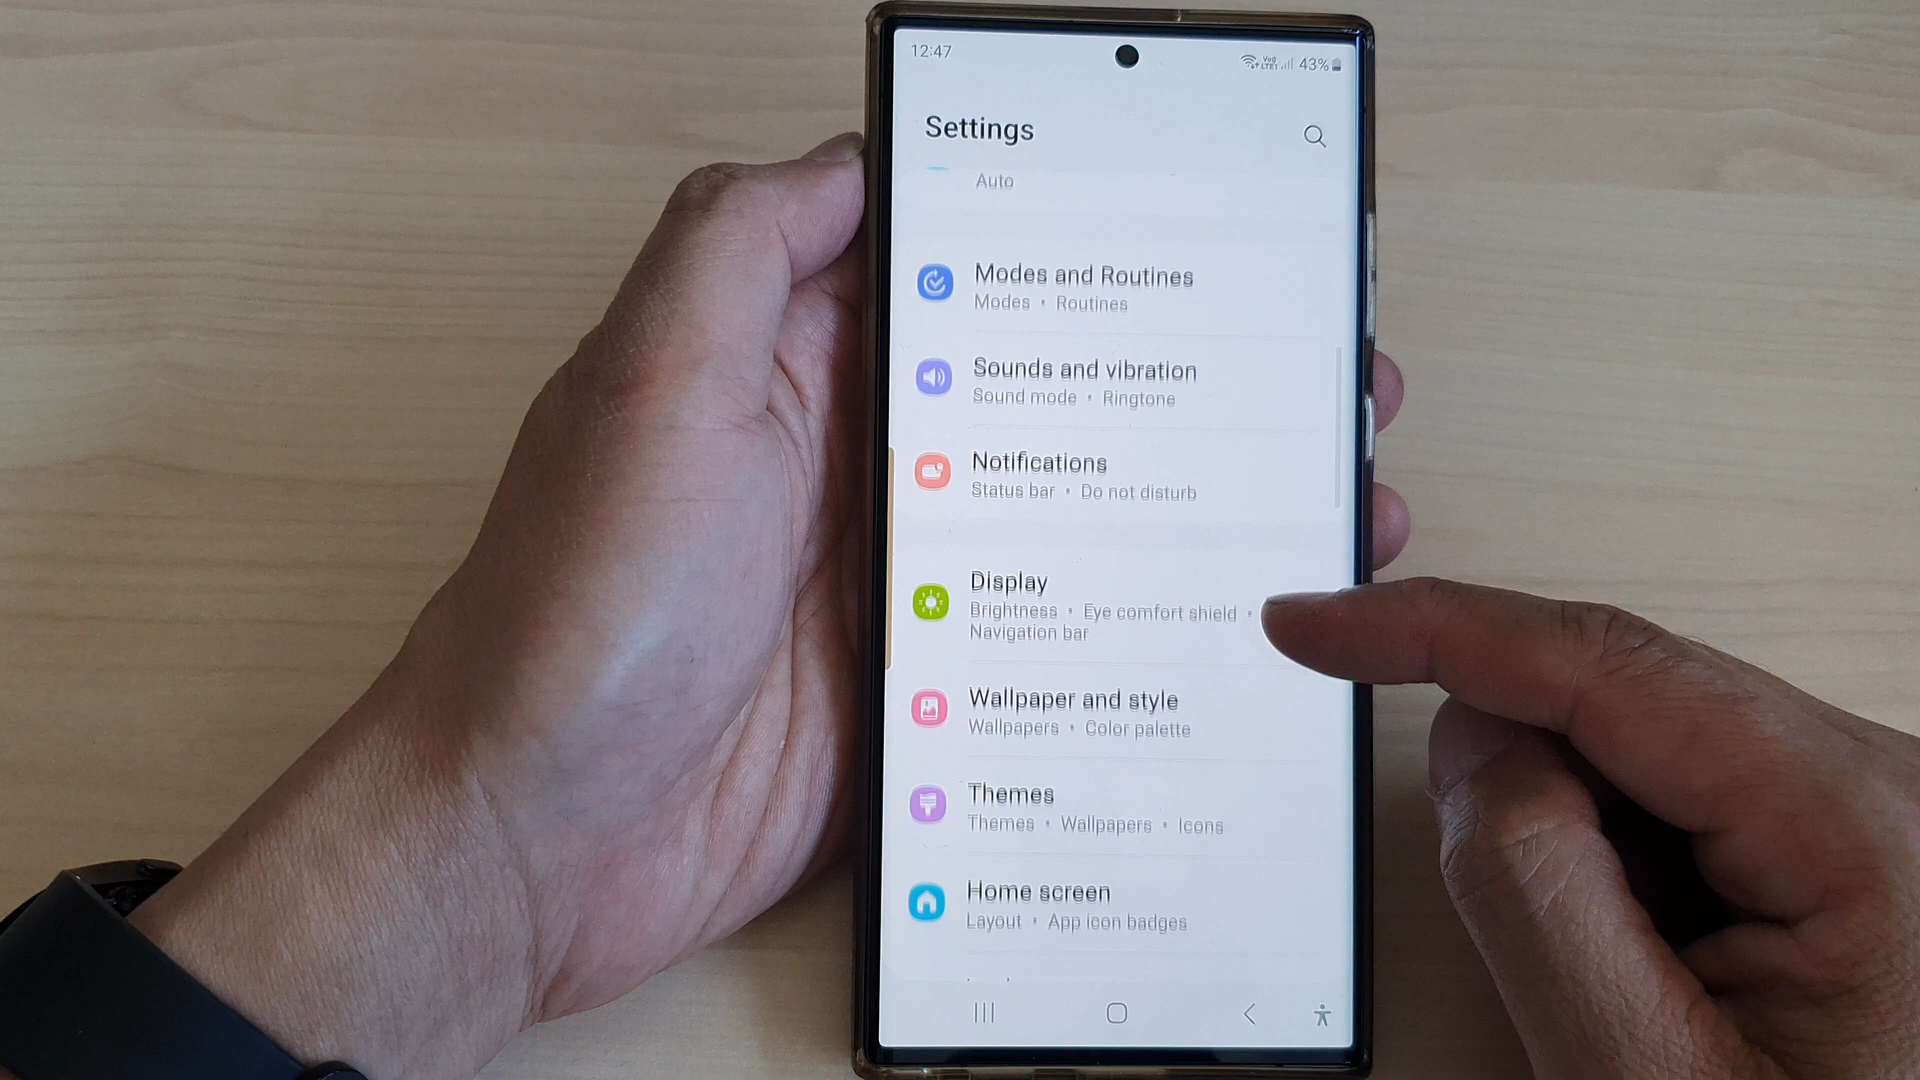 12:47
Vo)) LTE1 43%
Settings
Auto
Modes and Routines
Modes • Routines
Sounds and vibration
Sound mode • Ringtone
Notifications
Status bar • Do not disturb
Display
Brightness • Eye comfort shield •
Navigation bar
Wallpaper and style
Wallpapers • Color palette
Themes
Themes • Wallpapers • Icons
Home screen
Layout • App icon badges